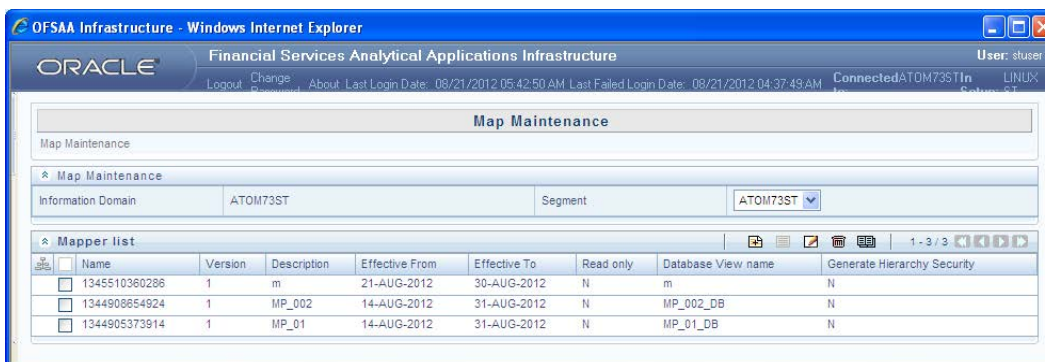 OFSAA Infrastructure - Windows Internet Explorer
ORACLE
Financial Services Analytical Applications Infrastructure
User: stuser
Logout Change About Last Login Date: 08/21/2012 05:42:50 AM Last Failed Login Date: 08/21/2012 04:37:49 AM Connected ATOM73ST In LINUX
Map Maintenance
Map Maintenance
Map Maintenance
Information Domain ATOM73ST Segment ATOM73ST
Mapper list 1 - 3 / 3
Name Version Description Effective From Effective To Read only Database View name Generate Hierarchy Security
1345510360286 1 m 21-AUG-2012 30-AUG-2012 N m N
1344908654924 1 MP_002 14-AUG-2012 31-AUG-2012 N MP_002_DB N
1344905373914 1 MP_01 14-AUG-2012 31-AUG-2012 N MP_01_DB N